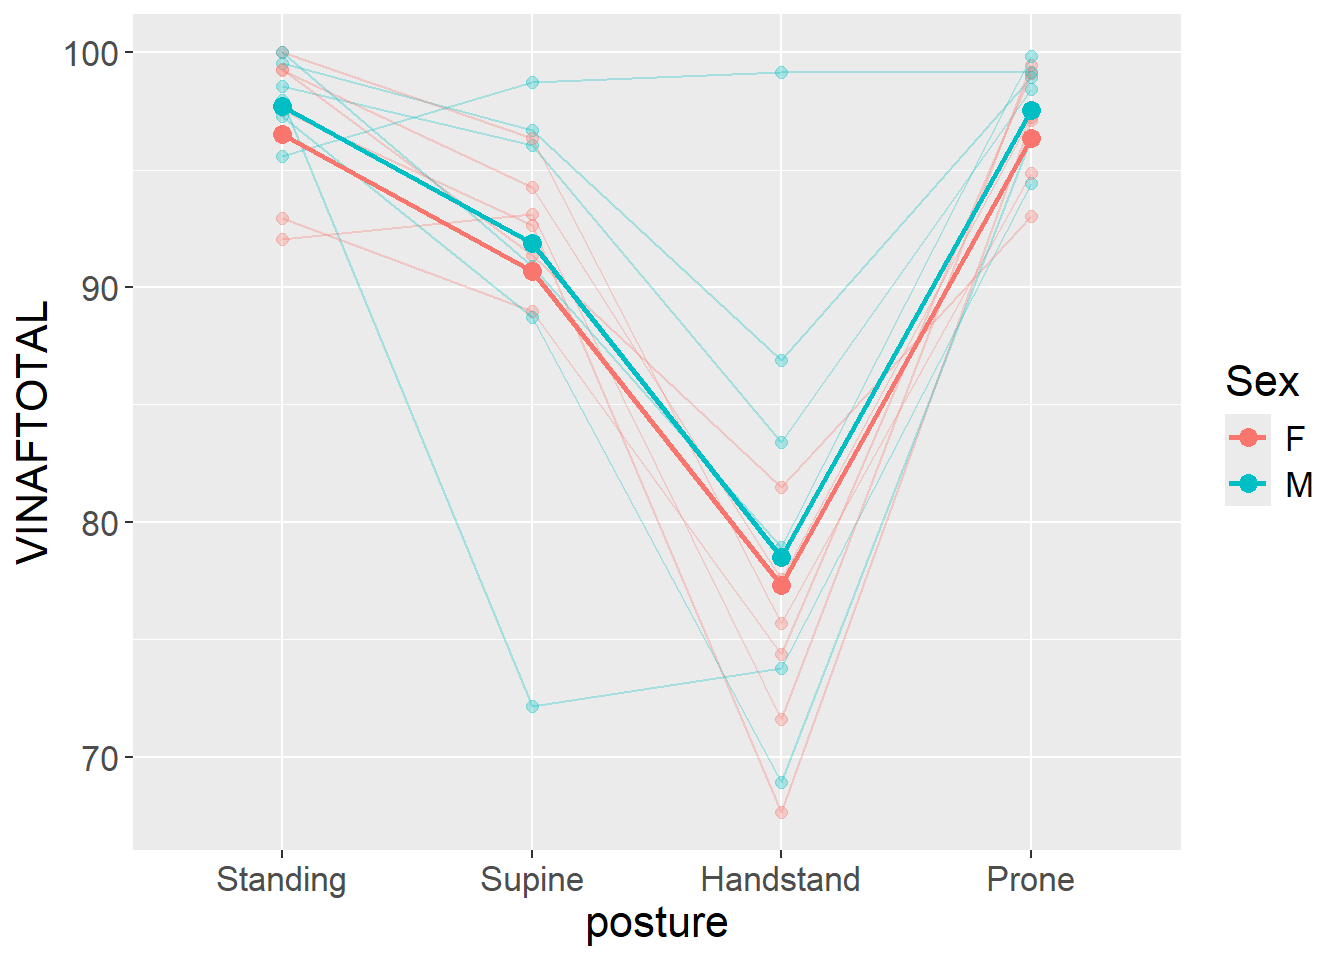 100
90
80
70
VINAFTOTAL
Standing Supine Handstand Prone
posture
Sex
F
M